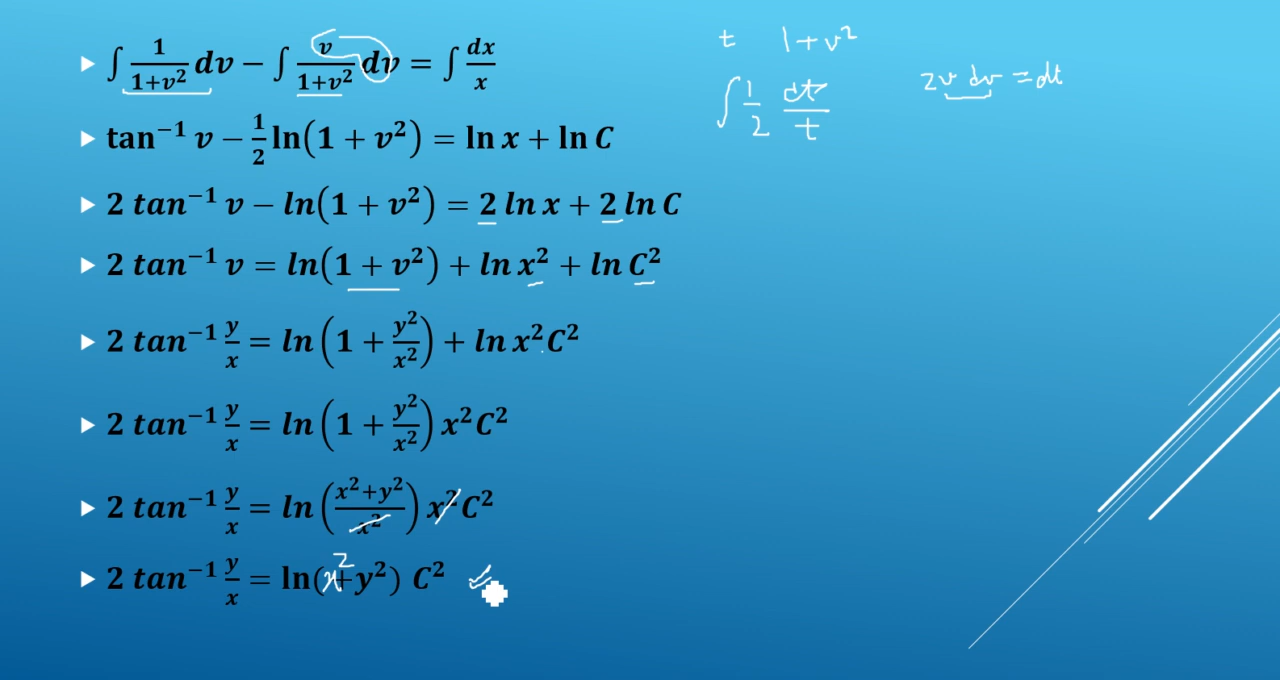 ∫ 1/(1+v²) dv − ∫ v/(1+v²) dv = ∫ dx/x
tan⁻¹ v − 1/2 ln(1 + v²) = ln x + ln C
2 tan⁻¹ v − ln(1 + v²) = 2 ln x + 2 ln C
2 tan⁻¹ v = ln(1 + v²) + ln x² + ln C²
2 tan⁻¹ y/x = ln (1 + y²/x²) + ln x²C²
2 tan⁻¹ y/x = ln (1 + y²/x²) x²C²
2 tan⁻¹ y/x = ln ((x²+y²)/x²) x²C²
2 tan⁻¹ y/x = ln(x²+y²) C²
t 1+v²
2v dv = dt
∫ 1/2 dt/t